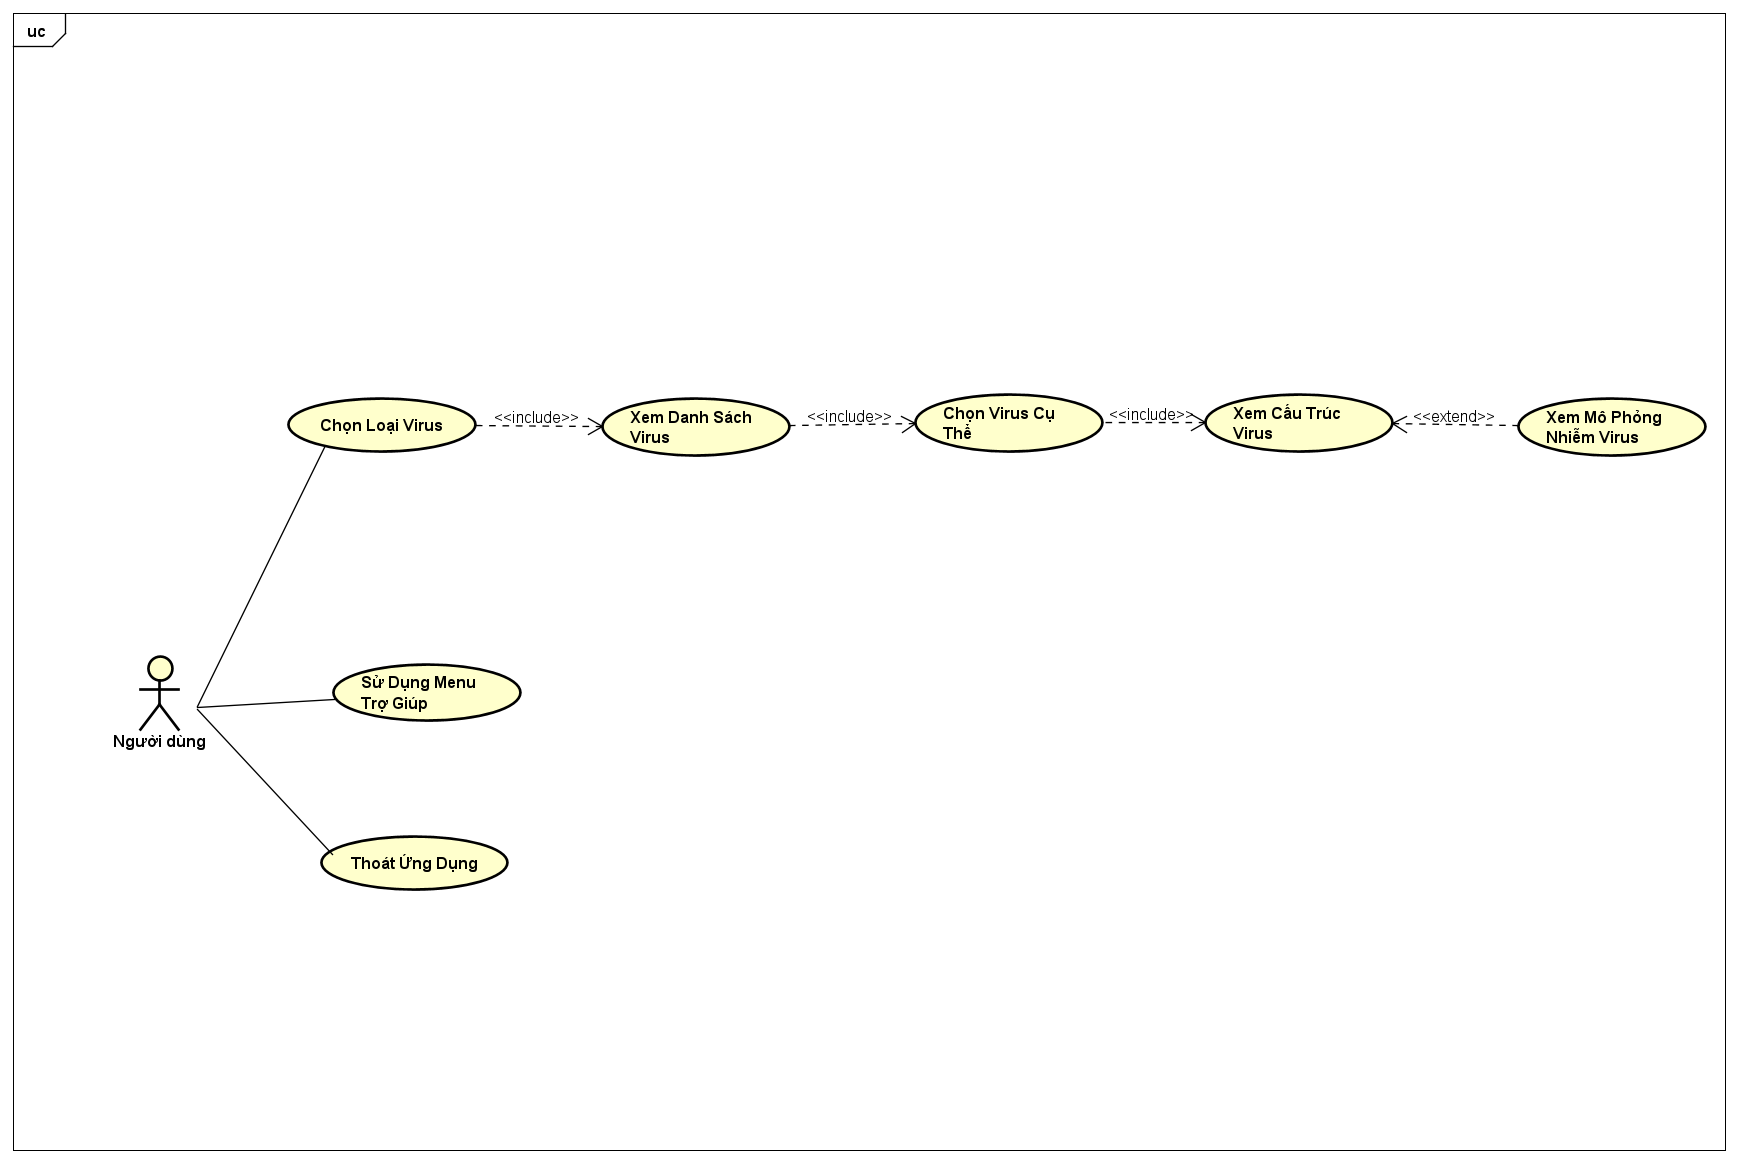 uc
Chọn Loại Virus
<<include>>
Xem Danh Sách
Virus
<<include>>
Chọn Virus Cụ
Thể
<<include>>
Xem Cấu Trúc
Virus
<<extend>>
Xem Mô Phỏng
Nhiễm Virus
Sử Dụng Menu
Trợ Giúp
Người dùng
Thoát Ứng Dụng